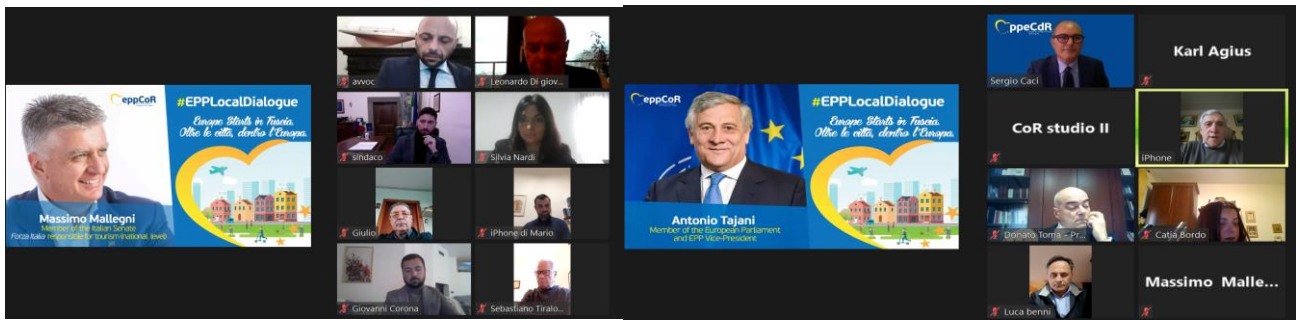 eppCoR
#EPPLocalDialogue
Europe Starts in Tuscia.
Oltre le città, dentro l'Europa.
Massimo Mallegni
Member of the Italian Senate
Forza Italia responsible for tourism (national level)
avvoc
Leonardo Di giov...
sindaco
Silvia Nardi
Giulio
iPhone di Mario
Giovanni Corona
Sebastiano Tiralo...
eppCoR
#EPPLocalDialogue
Europe Starts in Tuscia.
Oltre le città, dentro l'Europa.
Antonio Tajani
Member of the European Parliament
and EPP Vice-President
ppeCdR
Sergio Caci
Karl Agius
CoR studio II
iPhone
Donato Toma - Pr...
Catia Bordo
Luca benni
Massimo Malle...